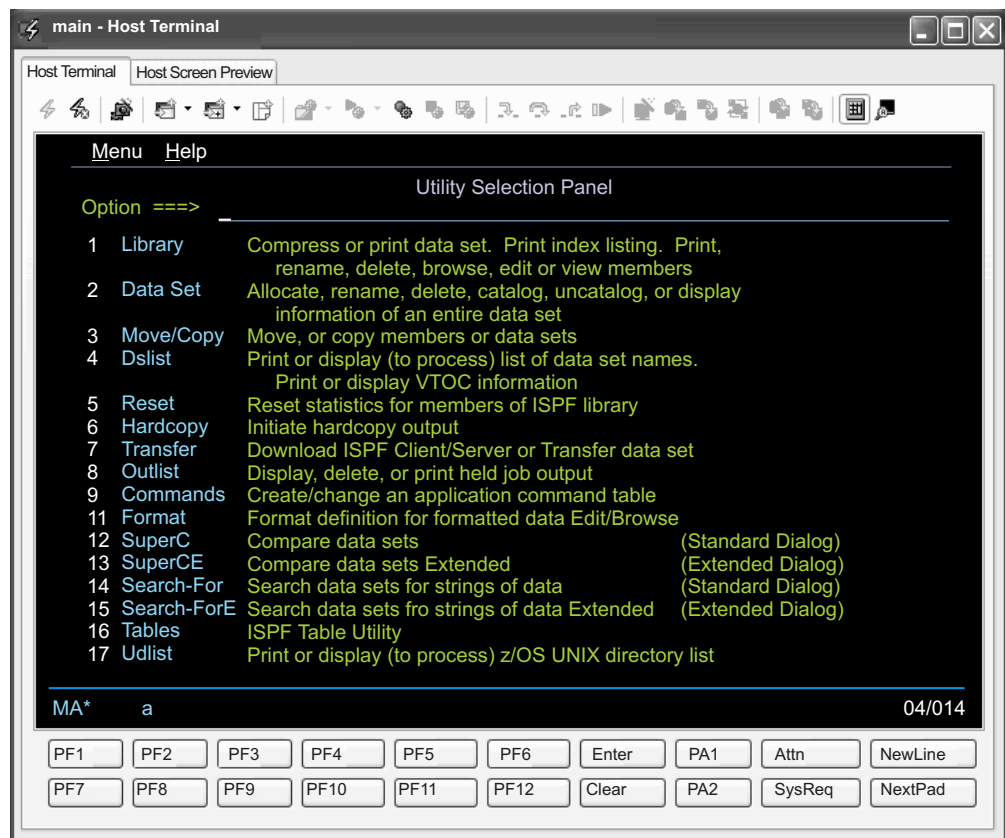 main - Host Terminal
Host Terminal Host Screen Preview
Menu Help
Utility Selection Panel
Option ===> _
1 Library Compress or print data set. Print index listing. Print,
rename, delete, browse, edit or view members
2 Data Set Allocate, rename, delete, catalog, uncatalog, or display
information of an entire data set
3 Move/Copy Move, or copy members or data sets
4 Dslist Print or display (to process) list of data set names.
Print or display VTOC information
5 Reset Reset statistics for members of ISPF library
6 Hardcopy Initiate hardcopy output
7 Transfer Download ISPF Client/Server or Transfer data set
8 Outlist Display, delete, or print held job output
9 Commands Create/change an application command table
11 Format Format definition for formatted data Edit/Browse
12 SuperC Compare data sets (Standard Dialog)
13 SuperCE Compare data sets Extended (Extended Dialog)
14 Search-For Search data sets for strings of data (Standard Dialog)
15 Search-ForE Search data sets fro strings of data Extended (Extended Dialog)
16 Tables ISPF Table Utility
17 Udlist Print or display (to process) z/OS UNIX directory list
MA* a 04/014
PF1 PF2 PF3 PF4 PF5 PF6 Enter PA1 Attn NewLine
PF7 PF8 PF9 PF10 PF11 PF12 Clear PA2 SysReq NextPad